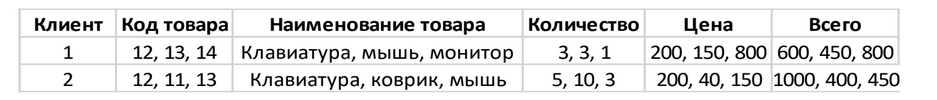 Клиент Код товара Наименование товара Количество Цена Всего
1 12, 13, 14 Клавиатура, мышь, монитор 3, 3, 1 200, 150, 800 600, 450, 800
2 12, 11, 13 Клавиатура, коврик, мышь 5, 10, 3 200, 40, 150 1000, 400, 450